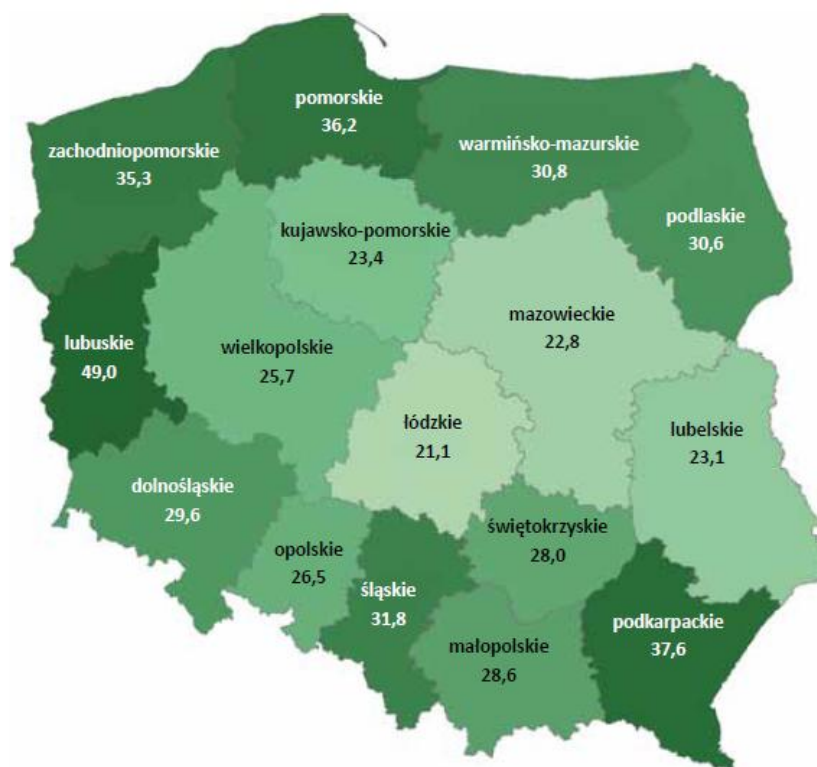 pomorskie
36,2
zachodniopomorskie
35,3
warmińsko-mazurskie
30,8
podlaskie
30,6
kujawsko-pomorskie
23,4
mazowieckie
22,8
lubuskie
49,0
wielkopolskie
25,7
łódzkie
21,1
lubelskie
23,1
dolnośląskie
29,6
świętokrzyskie
28,0
opolskie
26,5
śląskie
31,8
podkarpackie
37,6
małopolskie
28,6